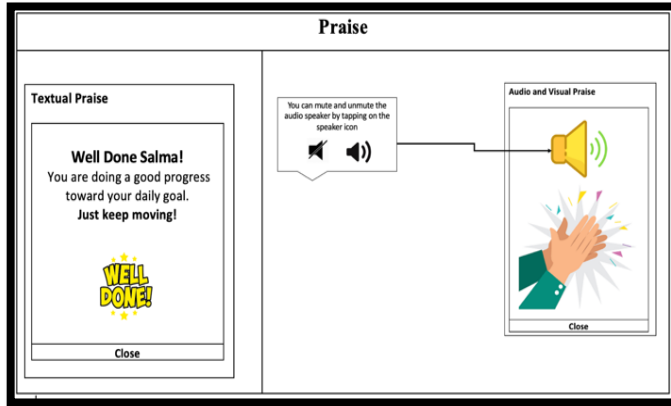 Praise
Textual Praise
Well Done Salma!
You are doing a good progress
toward your daily goal.
Just keep moving!
WELL
DONE!
Close
You can mute and unmute the
audio speaker by tapping on the
speaker icon
Audio and Visual Praise
Close